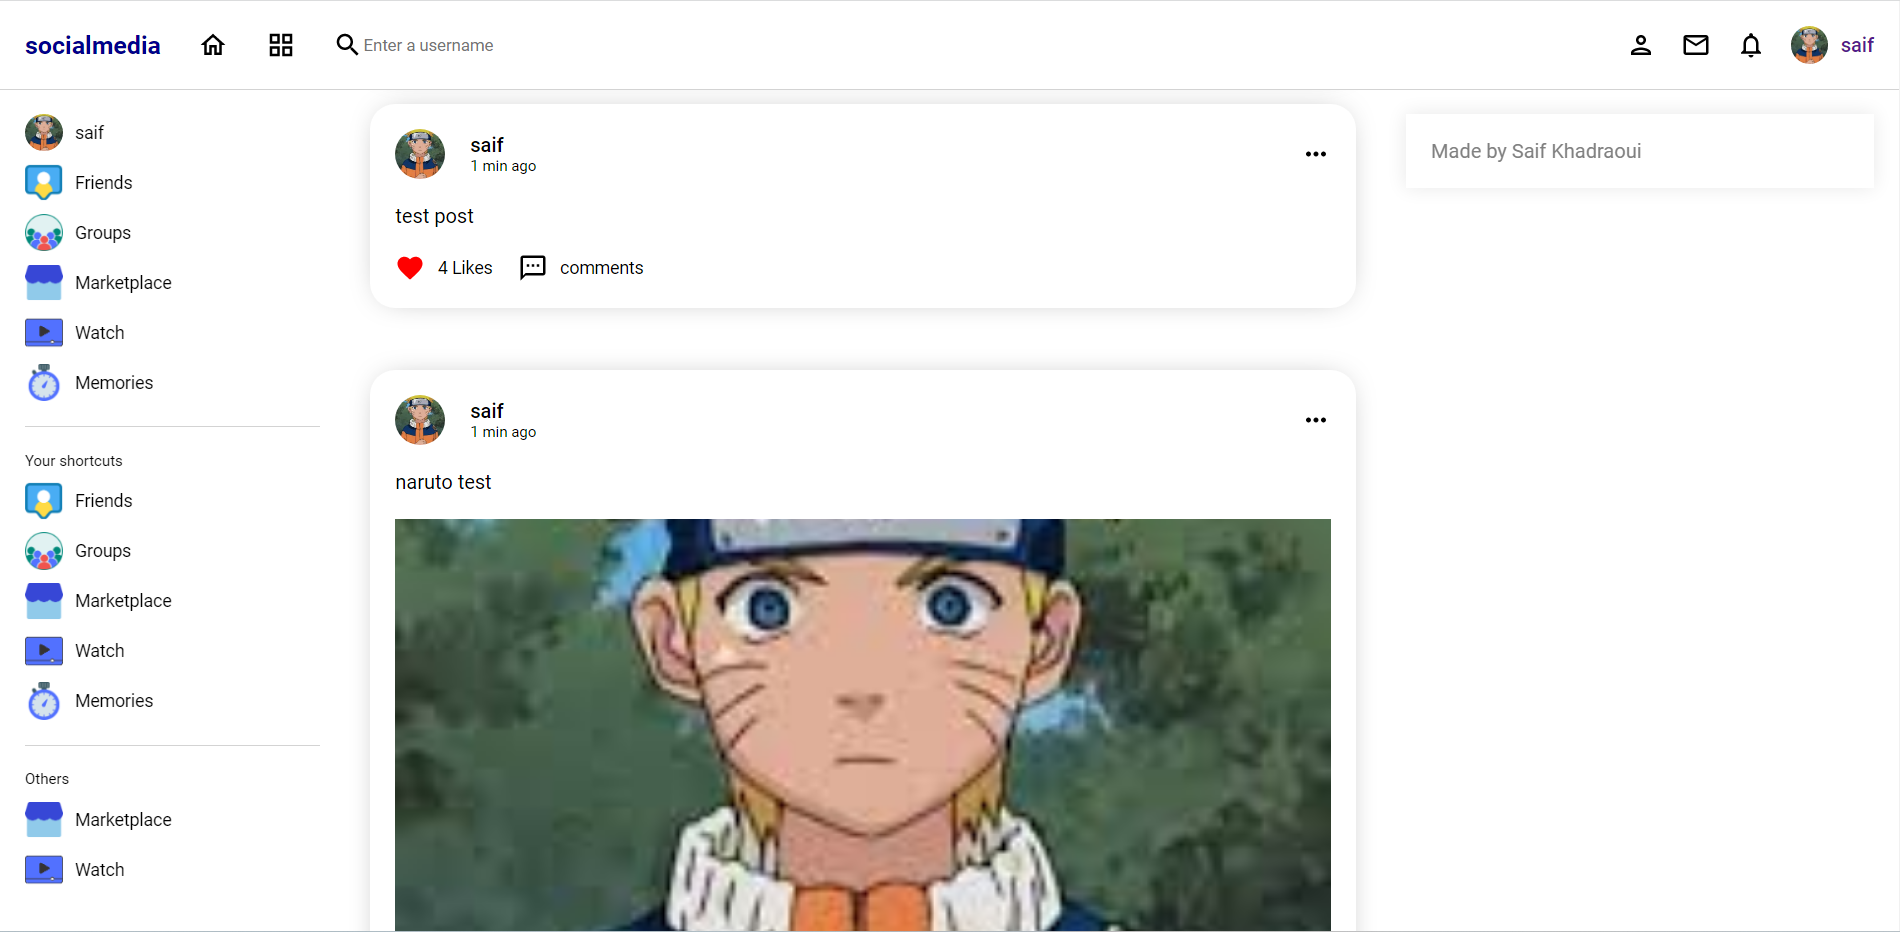 socialmedia
Enter a username
saif
saif
Friends
Groups
Marketplace
Watch
Memories
Your shortcuts
Friends
Groups
Marketplace
Watch
Memories
Others
Marketplace
Watch
saif
1 min ago
test post
4 Likes
comments
saif
1 min ago
naruto test
Made by Saif Khadraoui